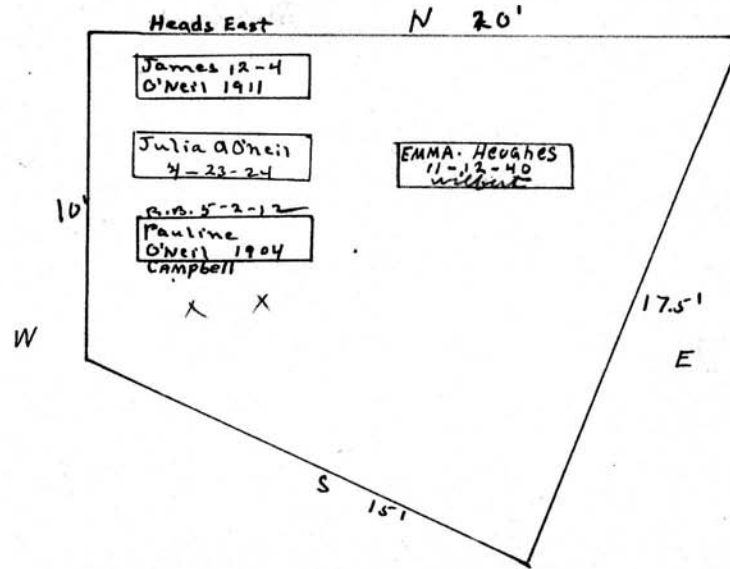 Heads East
N 20'
James 12-4
O'Neil 1911
Julia O'Neil
4-23-24
EMMA. Heughes
11-12-40
wilbert
10'
R.B. 5-2-12
Pauline
O'Neil 1904
Campbell
X X
17.5'
W
E
S
15'